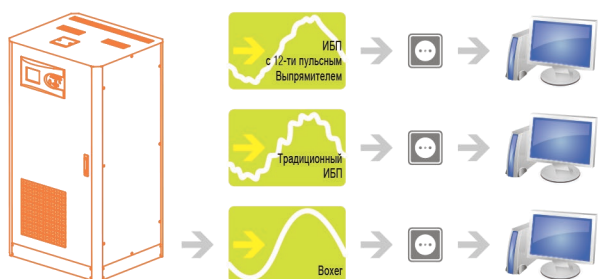 ИБП
с 12-ти пульсным
Выпрямителем
Традиционный
ИБП
Boxer